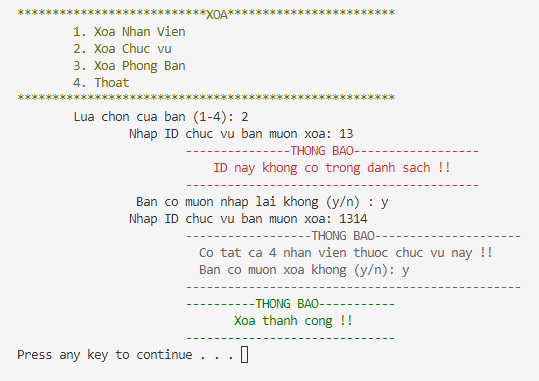 ***************************XOA************************
1. Xoa Nhan Vien
2. Xoa Chuc vu
3. Xoa Phong Ban
4. Thoat
******************************************************
Lua chon cua ban (1-4): 2
Nhap ID chuc vu ban muon xoa: 13
---------------THONG BAO------------------
ID nay khong co trong danh sach !!
------------------------------------------
Ban co muon nhap lai khong (y/n) : y
Nhap ID chuc vu ban muon xoa: 1314
------------------THONG BAO---------------------
Co tat ca 4 nhan vien thuoc chuc vu nay !!
Ban co muon xoa khong (y/n): y
------------------------------------------------
----------THONG BAO-----------
Xoa thanh cong !!
------------------------------
Press any key to continue . . .